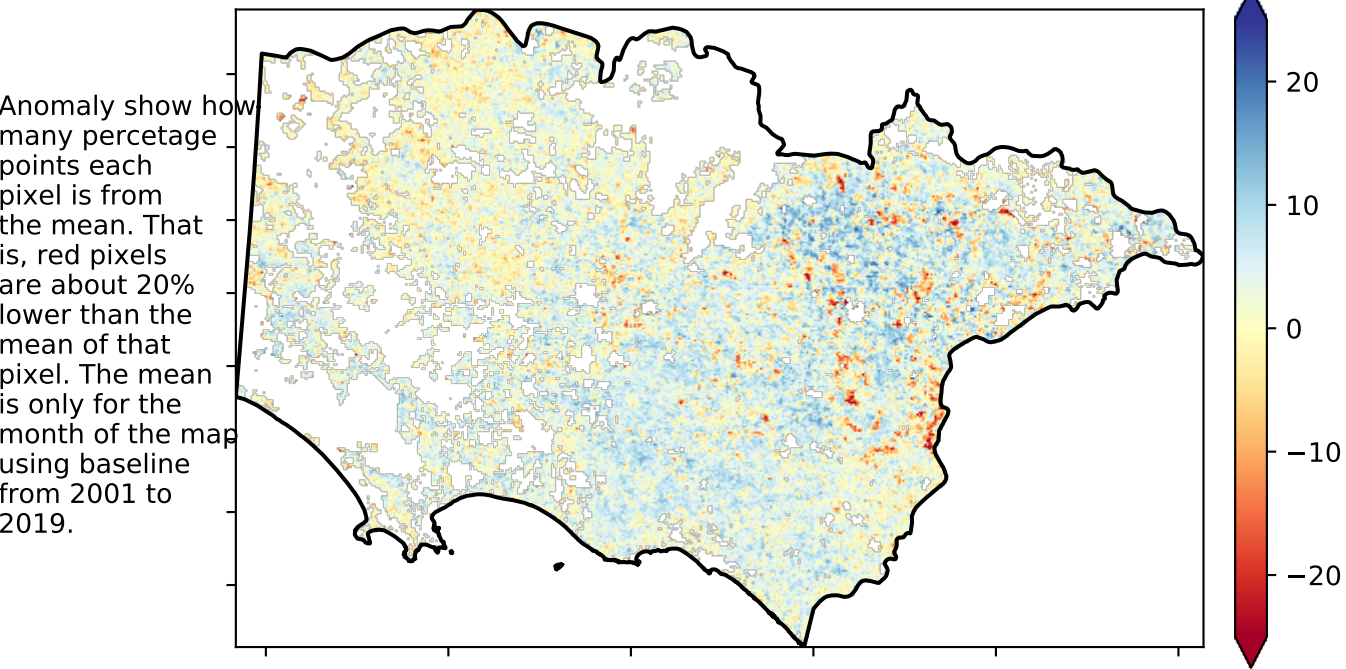 Anomaly show how
many percetage
points each
pixel is from
the mean. That
is, red pixels
are about 20%
lower than the
mean of that
pixel. The mean
is only for the
month of the map
using baseline
from 2001 to
2019.
20
10
0
−10
−20